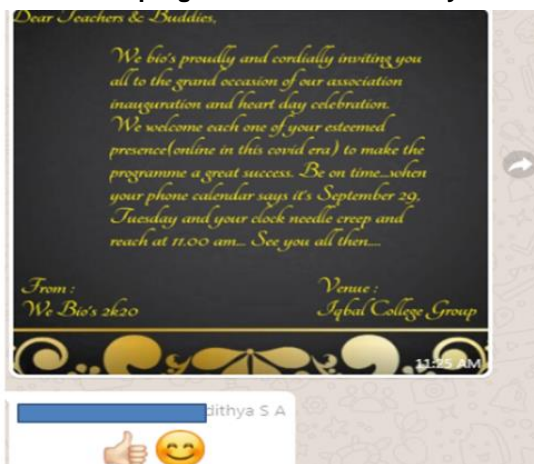 Dear Teachers & Buddies,
We bio's proudly and cordially inviting you
all to the grand occasion of our association
inauguration and heart day celebration.
We welcome each one of your esteemed
presence(online in this covid era) to make the
programme a great success. Be on time...when
your phone calendar says it's September 29,
Tuesday and your clock needle creep and
reach at 11.00 am... See you all then....
From :
We Bio's 2k20
Venue :
Iqbal College Group
11:25 AM
dithya S A